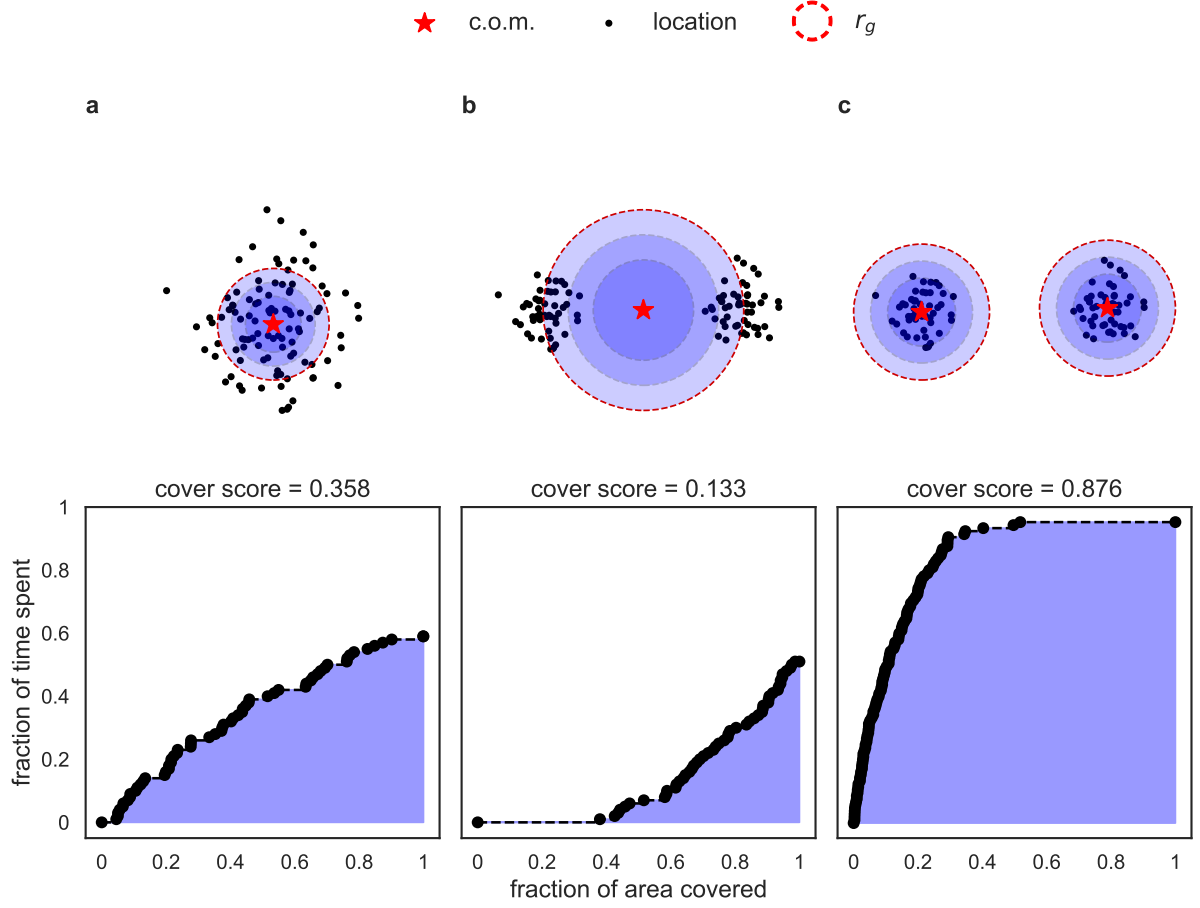 c.o.m. location r_g
a b c
cover score = 0.358 cover score = 0.133 cover score = 0.876
1
0.8
0.6
0.4
0.2
0
fraction of time spent
0 0.2 0.4 0.6 0.8 1 0 0.2 0.4 0.6 0.8 1 0 0.2 0.4 0.6 0.8 1
fraction of area covered